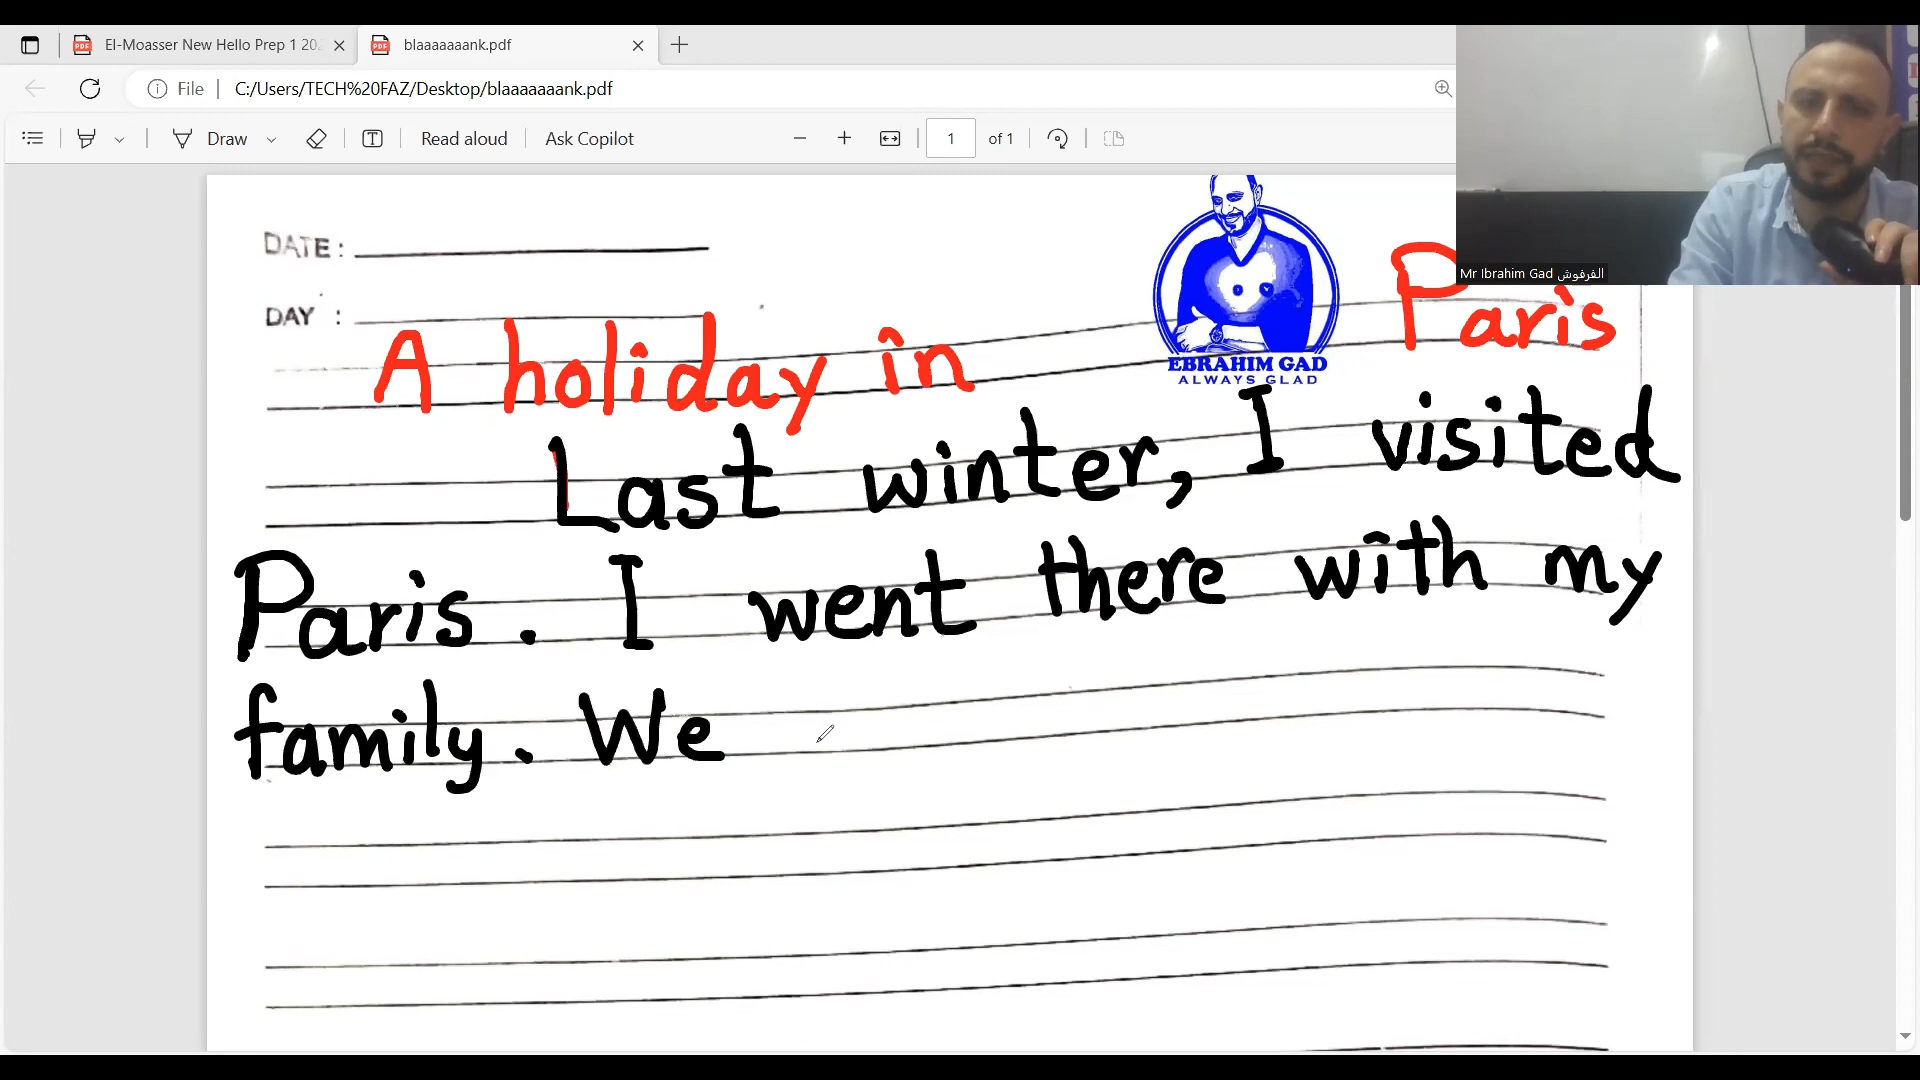 El-Moasser New Hello Prep 1 20
blaaaaaaank.pdf
File
C:/Users/TECH%20FAZ/Desktop/blaaaaaaank.pdf
Draw
Read aloud
Ask Copilot
1 of 1
Mr Ibrahim Gad الفرفوش
DATE :
DAY :
EBRAHIM GAD
ALWAYS GLAD
A holiday in Paris
Last winter, I visited
Paris. I went there with my
family. We